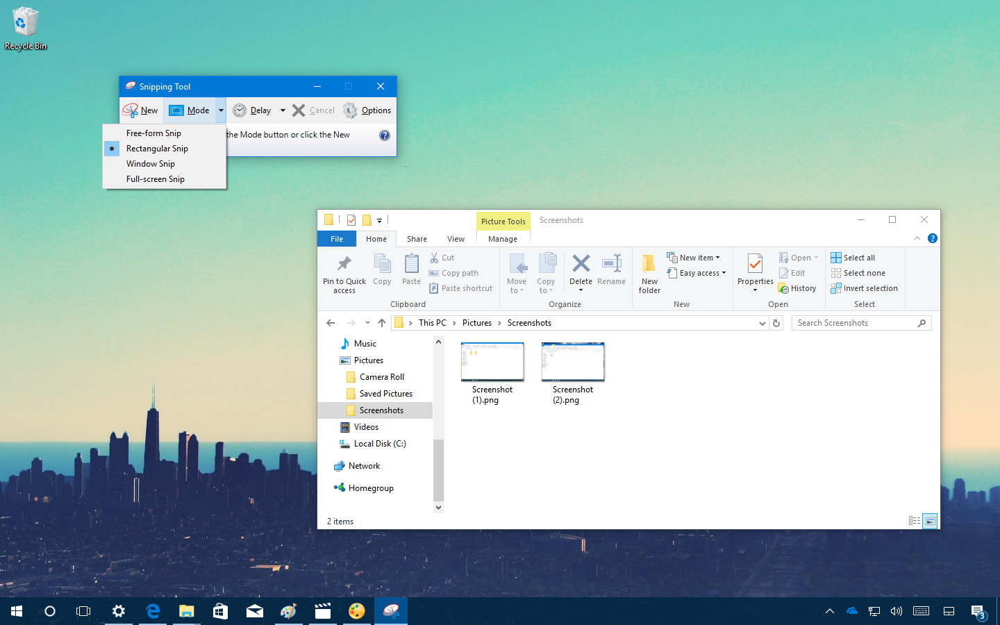 Recycle Bin
Snipping Tool
New Mode Delay Cancel Options
Free-form Snip
Rectangular Snip
Window Snip
Full-screen Snip
the Mode button or click the New
Picture Tools Screenshots
File Home Share View Manage
Pin to Quick access
Copy
Paste
Cut
Copy path
Paste shortcut
Clipboard
Move to
Copy to
Delete
Rename
Organize
New folder
New item
Easy access
New
Properties
Open
Edit
History
Open
Select all
Select none
Invert selection
Select
This PC > Pictures > Screenshots
Search Screenshots
Music
Pictures
Camera Roll
Saved Pictures
Screenshots
Videos
Local Disk (C:)
Network
Homegroup
Screenshot
(1).png
Screenshot
(2).png
2 items
3